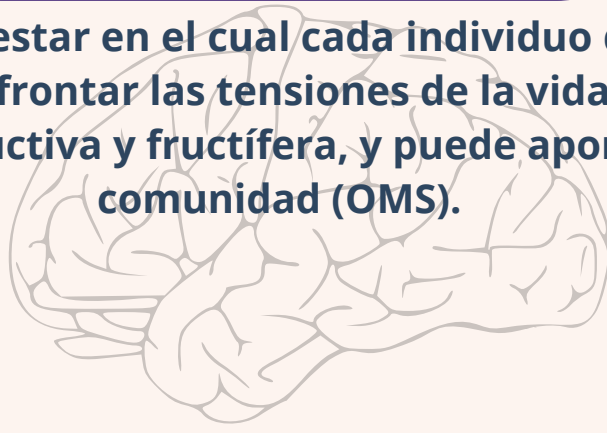 estar en el cual cada individuo
frontar las tensiones de la vida
uctiva y fructífera, y puede apor
comunidad (OMS).